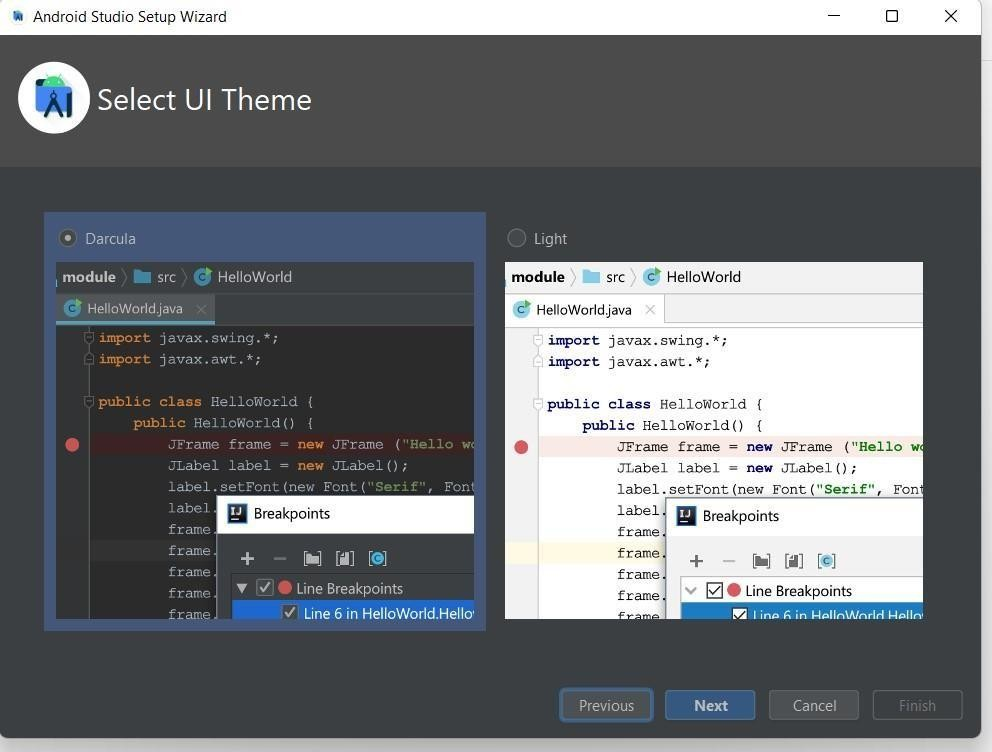 Android Studio Setup Wizard
Select UI Theme
Darcula
module src HelloWorld
HelloWorld.java
import javax.swing.*;
import javax.awt.*;
public class HelloWorld {
public HelloWorld() {
JFrame frame = new JFrame ("Hello wo
JLabel label = new JLabel();
label.setFont(new Font("Serif", Font
label.
frame.
frame.
frame.
frame.
frame.
Breakpoints
Line Breakpoints
Line 6 in HelloWorld.Hello
Light
module src HelloWorld
HelloWorld.java
import javax.swing.*;
import javax.awt.*;
public class HelloWorld {
public HelloWorld() {
JFrame frame = new JFrame ("Hello wo
JLabel label = new JLabel();
label.setFont(new Font("Serif", Font
label.
frame.
frame.
frame.
frame.
frame.
Breakpoints
Line Breakpoints
Line 6 in HelloWorld.Hello
Previous Next Cancel Finish